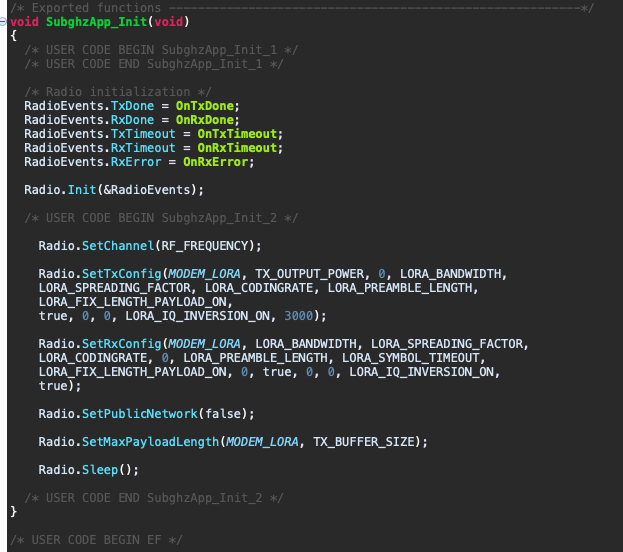 /* Exported functions ---------------------------------------------------------*/
void SubghzApp_Init(void)
{
/* USER CODE BEGIN SubghzApp_Init_1 */
/* USER CODE END SubghzApp_Init_1 */
/* Radio initialization */
RadioEvents.TxDone = OnTxDone;
RadioEvents.RxDone = OnRxDone;
RadioEvents.TxTimeout = OnTxTimeout;
RadioEvents.RxTimeout = OnRxTimeout;
RadioEvents.RxError = OnRxError;
Radio.Init(&RadioEvents);
/* USER CODE BEGIN SubghzApp_Init_2 */
Radio.SetChannel(RF_FREQUENCY);
Radio.SetTxConfig(MODEM_LORA, TX_OUTPUT_POWER, 0, LORA_BANDWIDTH,
LORA_SPREADING_FACTOR, LORA_CODINGRATE, LORA_PREAMBLE_LENGTH,
LORA_FIX_LENGTH_PAYLOAD_ON,
true, 0, 0, LORA_IQ_INVERSION_ON, 3000);
Radio.SetRxConfig(MODEM_LORA, LORA_BANDWIDTH, LORA_SPREADING_FACTOR,
LORA_CODINGRATE, 0, LORA_PREAMBLE_LENGTH, LORA_SYMBOL_TIMEOUT,
LORA_FIX_LENGTH_PAYLOAD_ON, 0, true, 0, 0, LORA_IQ_INVERSION_ON,
true);
Radio.SetPublicNetwork(false);
Radio.SetMaxPayloadLength(MODEM_LORA, TX_BUFFER_SIZE);
Radio.Sleep();
/* USER CODE END SubghzApp_Init_2 */
}
/* USER CODE BEGIN EF */